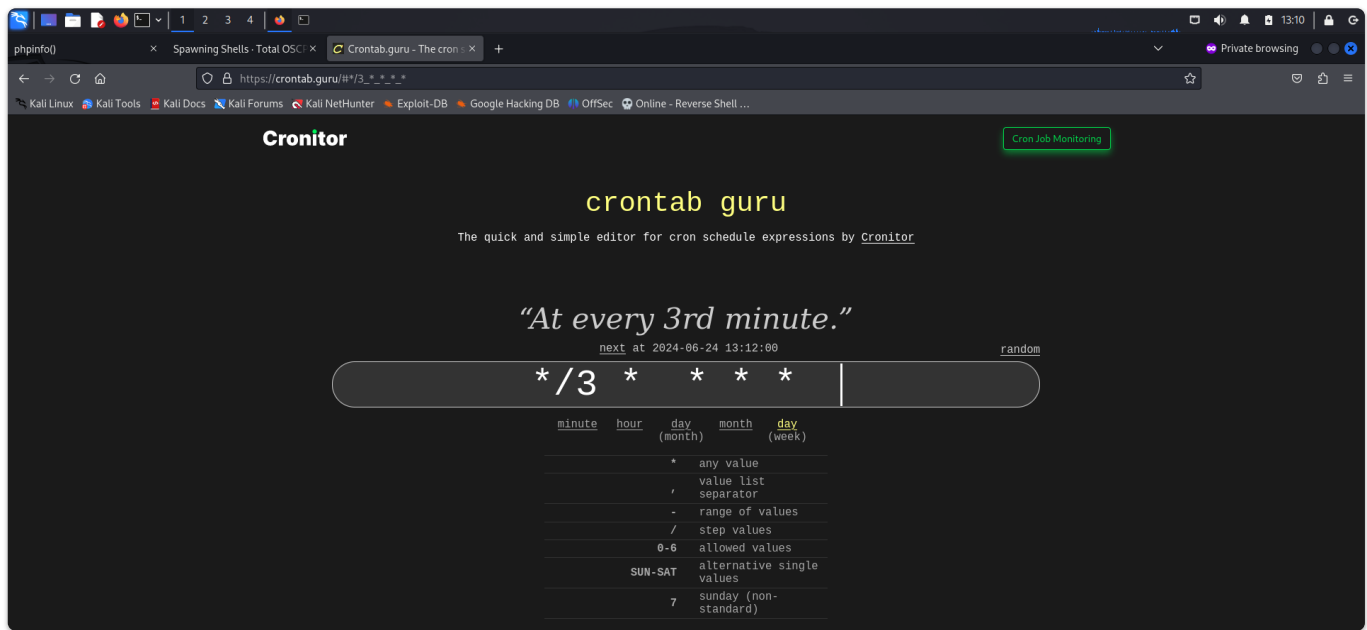 1 2 3 4 13:10
phpinfo() × Spawning Shells · Total OSCP × Crontab.guru - The cron s × + Private browsing
https://crontab.guru/#*/3_*_*_*_*
Kali Linux Kali Tools Kali Docs Kali Forums Kali NetHunter Exploit-DB Google Hacking DB OffSec Online - Reverse Shell ...
Cronitor Cron Job Monitoring
crontab guru
The quick and simple editor for cron schedule expressions by Cronitor
“At every 3rd minute.”
next at 2024-06-24 13:12:00 random
*/3 * * * *
minute hour day month day
(month) (week)
* any value
, value list
separator
- range of values
/ step values
0-6 allowed values
SUN-SAT alternative single
values
7 sunday (non-
standard)